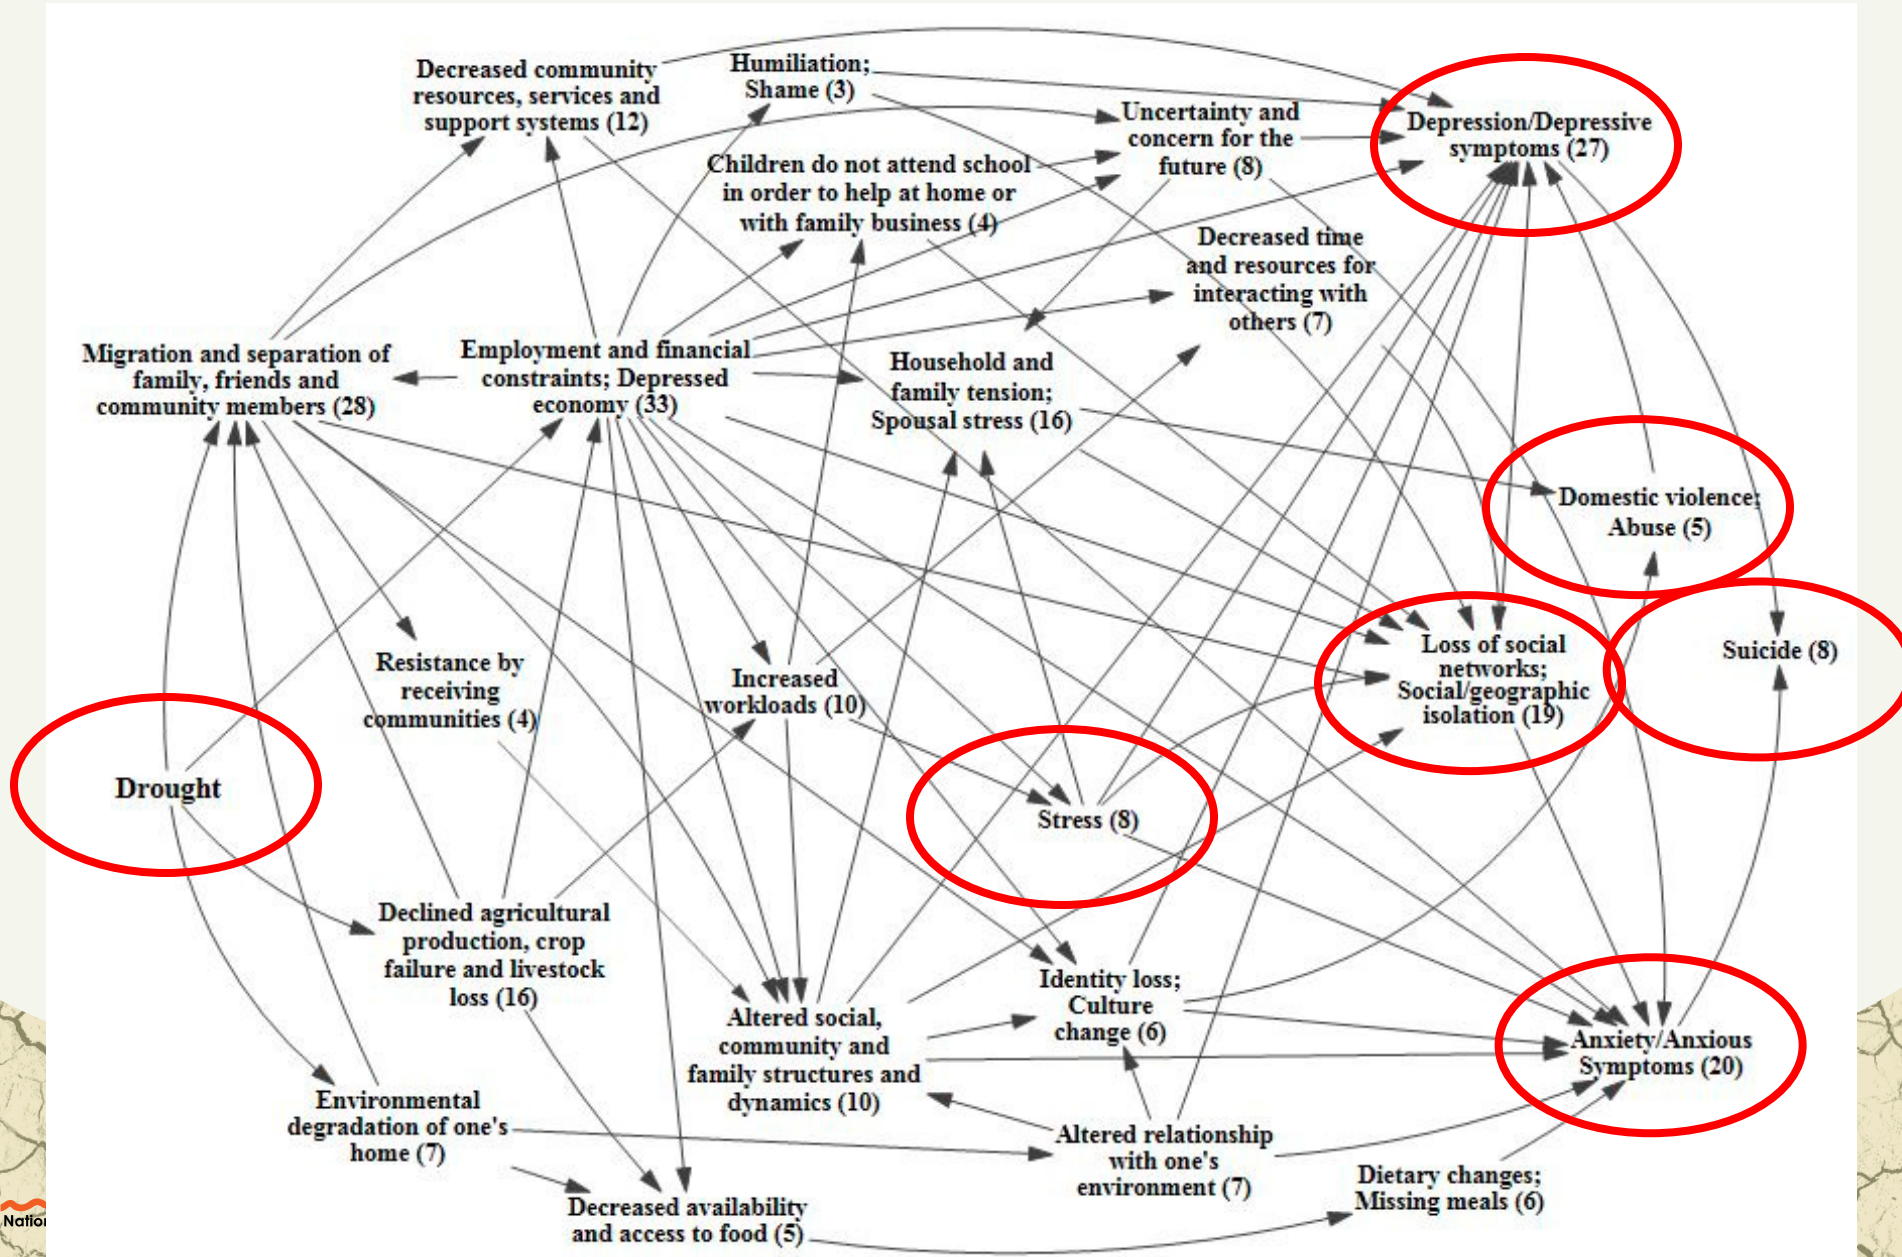 Decreased community
resources, services and
support systems (12)
Humiliation;
Shame (3)
Uncertainty and
concern for the
future (8)
Depression/Depressive
symptoms (27)
Children do not attend school
in order to help at home or
with family business (4)
Decreased time
and resources for
interacting with
others (7)
Migration and separation of
family, friends and
community members (28)
Employment and financial
constraints; Depressed
economy (33)
Household and
family tension;
Spousal stress (16)
Domestic violence;
Abuse (5)
Resistance by
receiving
communities (4)
Increased
workloads (10)
Loss of social
networks;
Social/geographic
isolation (19)
Suicide (8)
Drought
Stress (8)
Declined agricultural
production, crop
failure and livestock
loss (16)
Identity loss;
Culture
change (6)
Altered social,
community and
family structures and
dynamics (10)
Anxiety/Anxious
Symptoms (20)
Environmental
degradation of one's
home (7)
Altered relationship
with one's
environment (7)
Dietary changes;
Missing meals (6)
Decreased availability
and access to food (5)